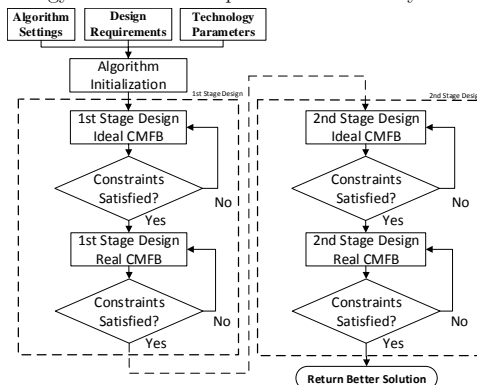 Algorithm
Settings
Design
Requirements
Technology
Parameters
Algorithm
Initialization
1st Stage Design
1st Stage Design
Ideal CMFB
Constraints
Satisfied?
No
Yes
1st Stage Design
Real CMFB
Constraints
Satisfied?
No
Yes
2nd Stage Design
2nd Stage Design
Ideal CMFB
Constraints
Satisfied?
No
Yes
2nd Stage Design
Real CMFB
Constraints
Satisfied?
No
Yes
Return Better Solution